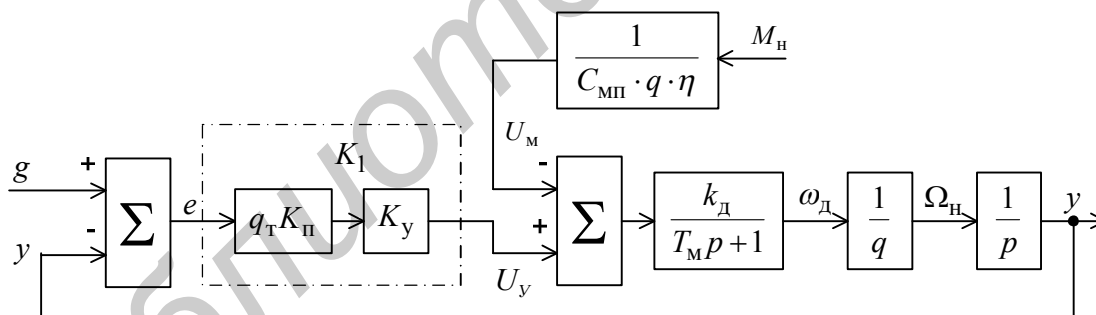 1
C_мп · q · η
M_н
U_м
g
+
-
y
Σ
e
K_1
q_т K_п
K_у
U_У
-
+
Σ
k_д
T_м p + 1
ω_д
1
q
Ω_н
1
p
y